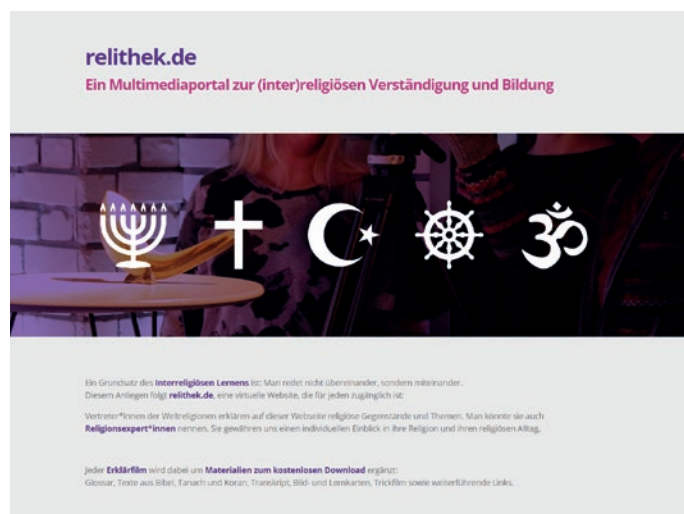 relithek.de
Ein Multimediaportal zur (inter)religiösen Verständigung und Bildung
Ein Grundsatz des Interreligiösen Lernens ist: Man redet nicht übereinander, sondern miteinander.
Diesem Anliegen folgt relithek.de, eine virtuelle Website, die für jeden zugänglich ist:
Vertreter*innen der Weltreligionen erklären auf dieser Webseite religiöse Gegenstände und Themen. Man könnte sie auch
Religionsexpert*innen nennen. Sie gewähren uns einen individuellen Einblick in ihre Religion und ihren religiösen Alltag.
Jeder Erklärfilm wird dabei um Materialien zum kostenlosen Download ergänzt:
Glossar, Texte aus Bibel, Tanach und Koran, Transkript, Bild- und Lernkarten, Trickfilm sowie weiterführende Links.